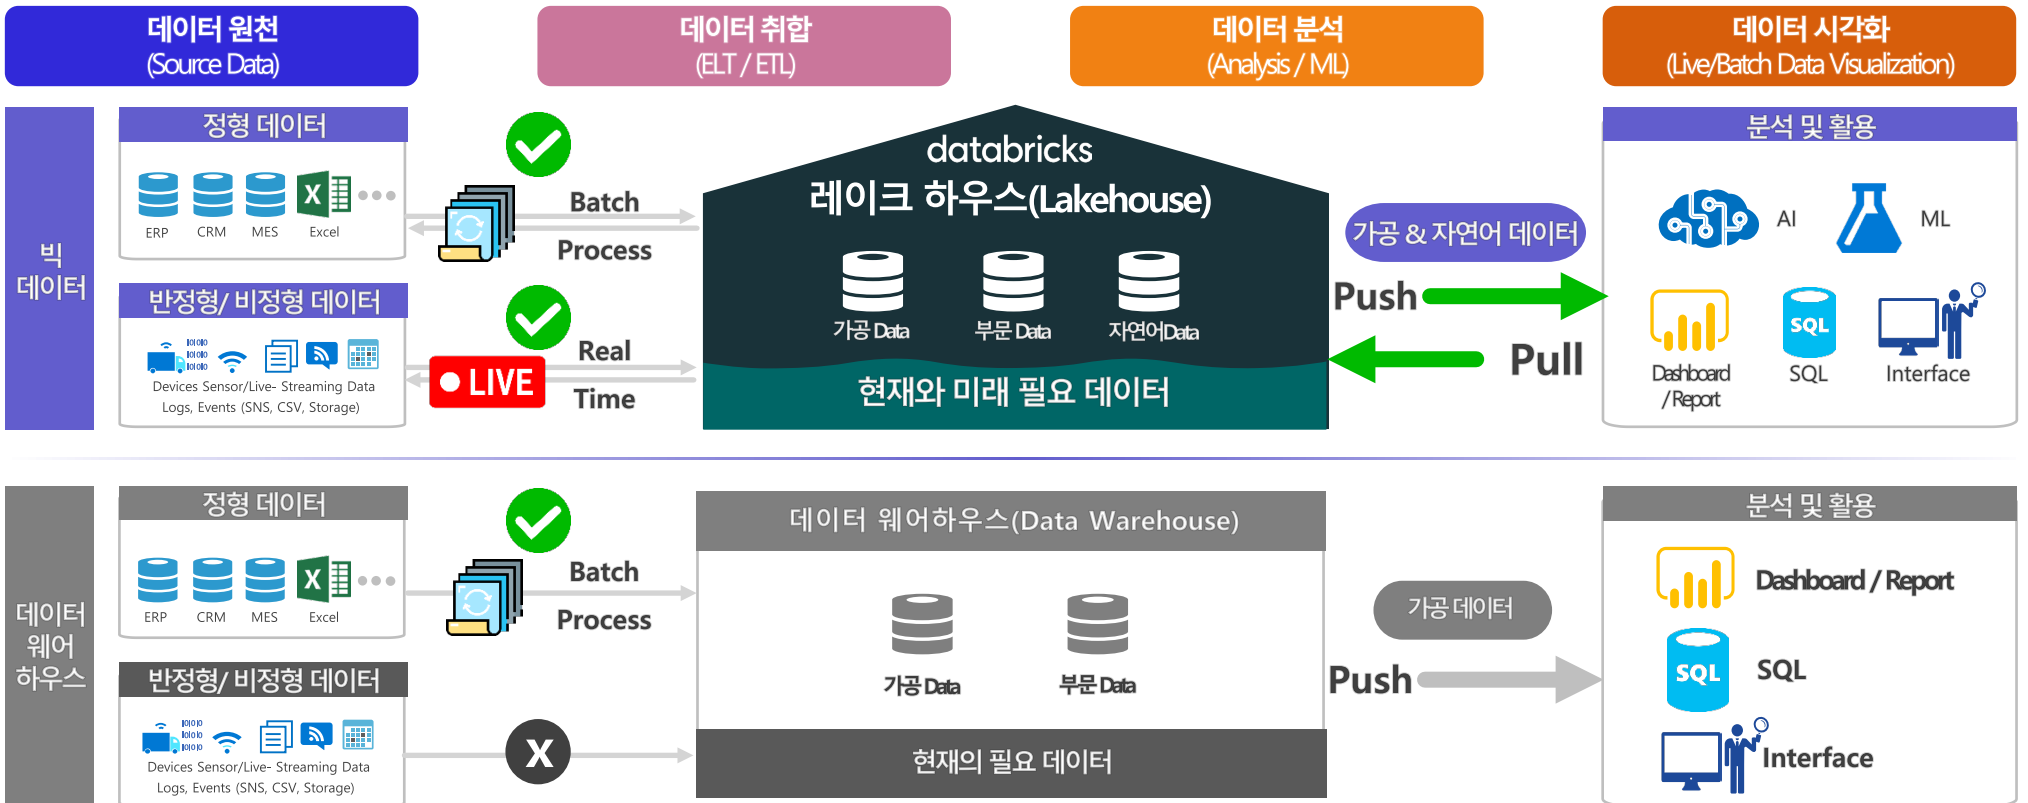 데이터 원천
(Source Data)
데이터 취합
(ELT / ETL)
데이터 분석
(Analysis / ML)
데이터 시각화
(Live/Batch Data Visualization)
빅
데이터
정형 데이터
X
ERP
CRM
MES
Excel
반정형/ 비정형 데이터
Devices Sensor/Live- Streaming Data
Logs, Events (SNS, CSV, Storage)
Batch
Process
LIVE
Real
Time
databricks
레이크 하우스(Lakehouse)
가공 Data
부문 Data
자연어Data
현재와 미래 필요 데이터
가공 & 자연어 데이터
Push
Pull
분석 및 활용
AI
ML
Dashboard
/ Report
SQL
SQL
Interface
데이터
웨어
하우스
정형 데이터
X
ERP
CRM
MES
Excel
반정형/ 비정형 데이터
Devices Sensor/Live- Streaming Data
Logs, Events (SNS, CSV, Storage)
Batch
Process
X
데이터 웨어하우스(Data Warehouse)
가공 Data
부문 Data
현재의 필요 데이터
가공 데이터
Push
분석 및 활용
Dashboard / Report
SQL
SQL
Interface